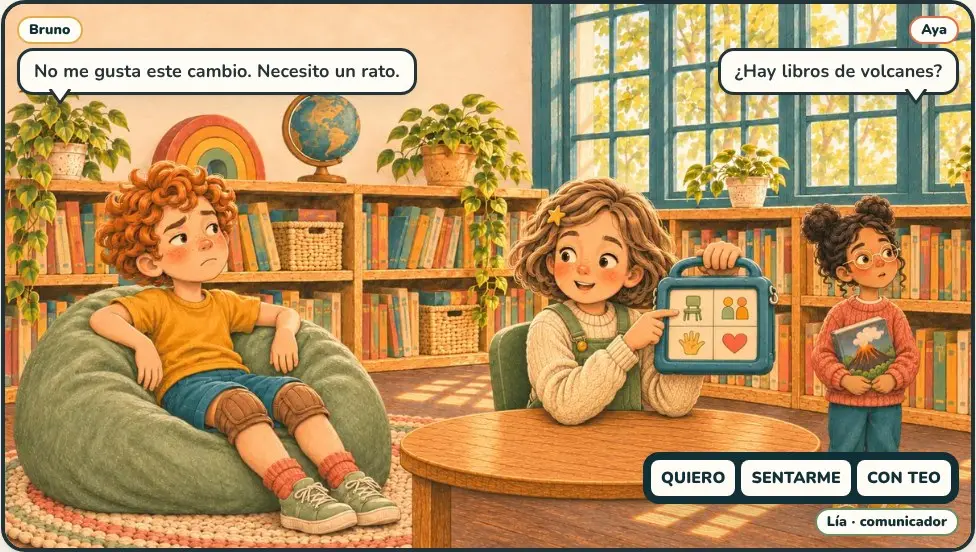 Bruno
No me gusta este cambio. Necesito un rato.
Aya
¿Hay libros de volcanes?
QUIERO SENTARME CON TEO
Lía · comunicador